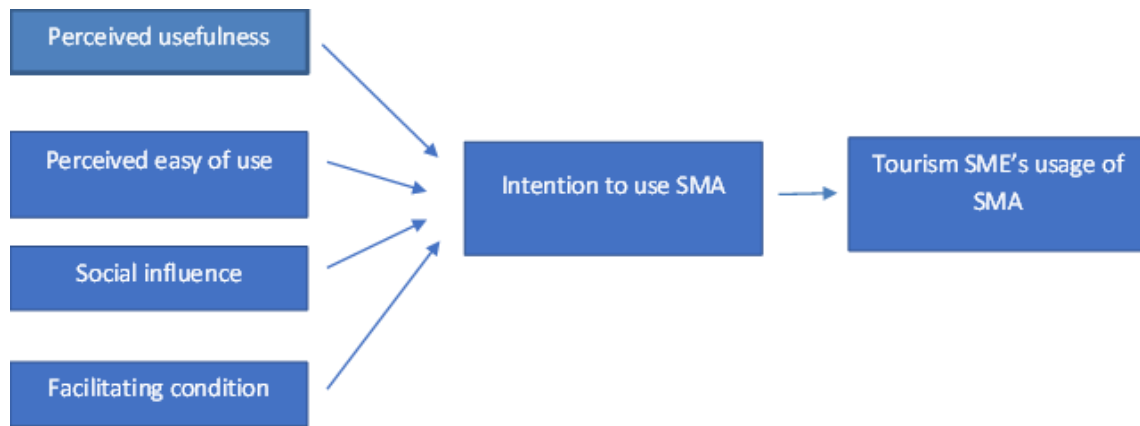 Perceived usefulness
Perceived easy of use
Social influence
Facilitating condition
Intention to use SMA
Tourism SME's usage of
SMA